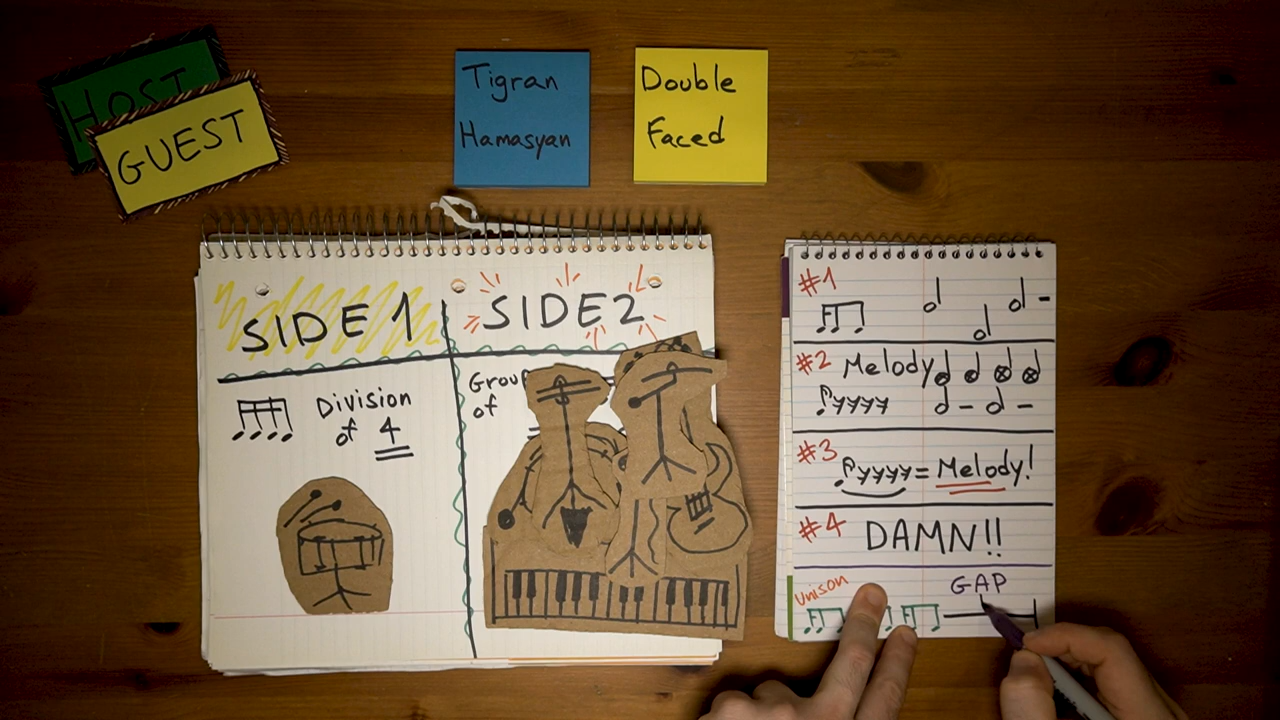 HOST
GUEST
Tigran
Hamasyan
Double
Faced
SIDE 1
SIDE 2
Division
of 4
of
#1
#2 Melody
#3
= Melody!
#4 DAMN!!
Unison
GAP